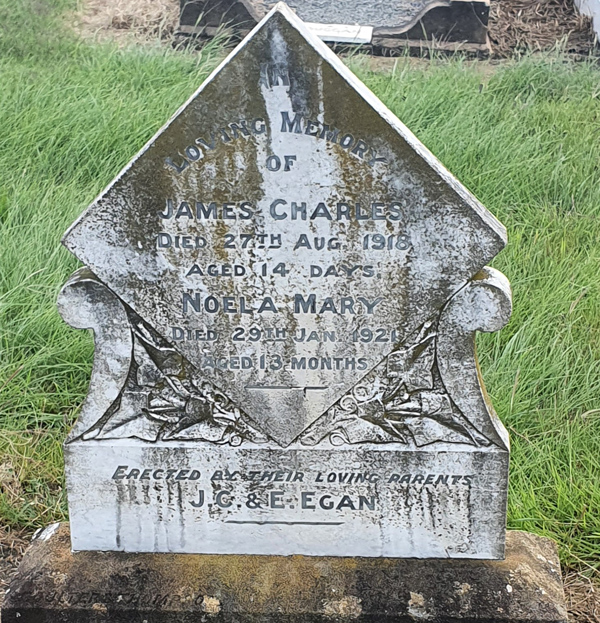 IN
LOVING MEMORY
OF
JAMES CHARLES
DIED 27TH AUG. 1918
AGED 14 DAYS.
NOELA MARY
DIED 29TH JAN. 1921
AGED 13 MONTHS
ERECTED BY THEIR LOVING PARENTS
J.C. & E. EGAN